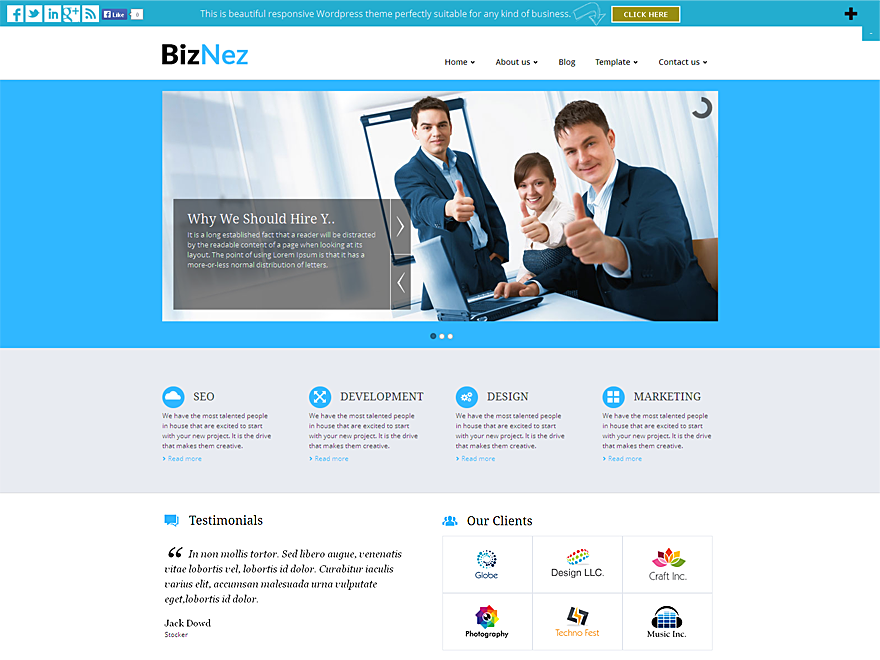 Like 0
This is beautiful responsive Wordpress theme perfectly suitable for any kind of business.
CLICK HERE
BizNez
Home
About us
Blog
Template
Contact us
Why We Should Hire Y..
It is a long established fact that a reader will be distracted
by the readable content of a page when looking at its
layout. The point of using Lorem Ipsum is that it has a
more-or-less normal distribution of letters.
SEO
We have the most talented people
in house that are excited to start
with your new project. It is the drive
that makes them creative.
Read more
DEVELOPMENT
We have the most talented people
in house that are excited to start
with your new project. It is the drive
that makes them creative.
Read more
DESIGN
We have the most talented people
in house that are excited to start
with your new project. It is the drive
that makes them creative.
Read more
MARKETING
We have the most talented people
in house that are excited to start
with your new project. It is the drive
that makes them creative.
Read more
Testimonials
“ In non mollis tortor. Sed libero augue, venenatis
vitae lobortis vel, lobortis id dolor. Curabitur iaculis
varius elit, accumsan malesuada urna vulputate
eget,lobortis id dolor.
Jack Dowd
Stocker
Our Clients
Globe
Design LLC.
Craft Inc.
Photography
Techno Fest
Music Inc.